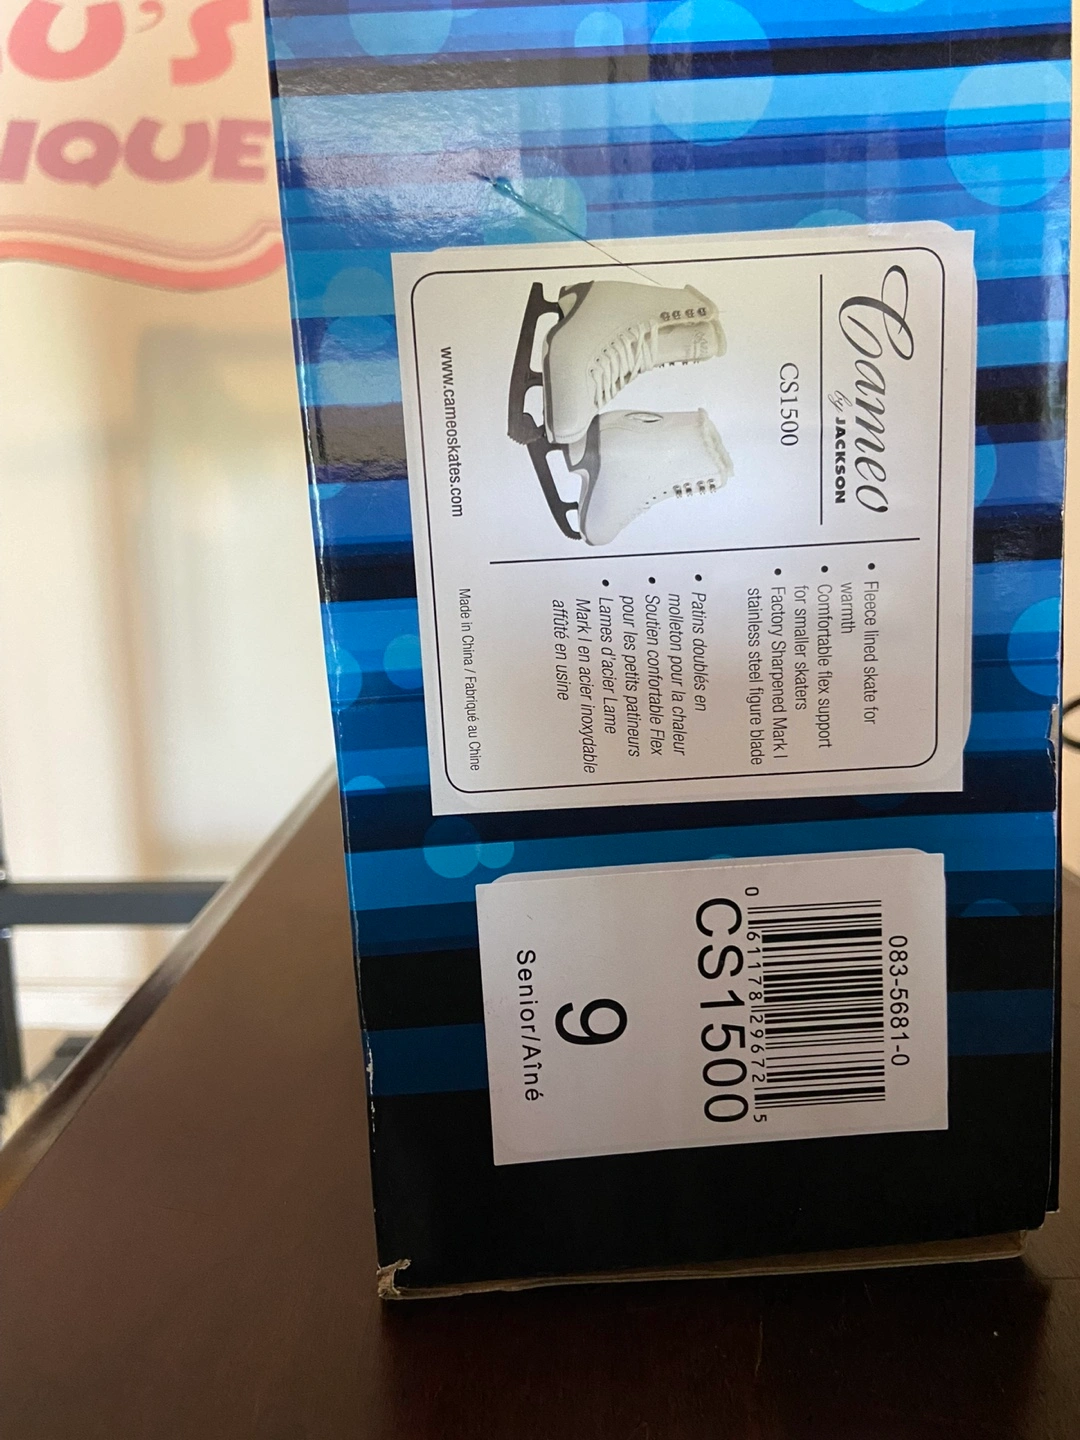 U'S
IQUE
Cameo
by JACKSON
CS1500
www.cameoskates.com
• Fleece lined skate for
warmth
• Comfortable flex support
for smaller skaters
• Factory Sharpened Mark I
stainless steel figure blade
• Patins doublés en
molleton pour la chaleur
• Soutien confortable Flex
pour les petits patineurs
• Lames d'acier Lame
Mark I en acier inoxydable
affûté en usine
Made in China / Fabriqué au Chine
083-5681-0
0 61178 29672 5
CS1500
9
Senior/Aîné